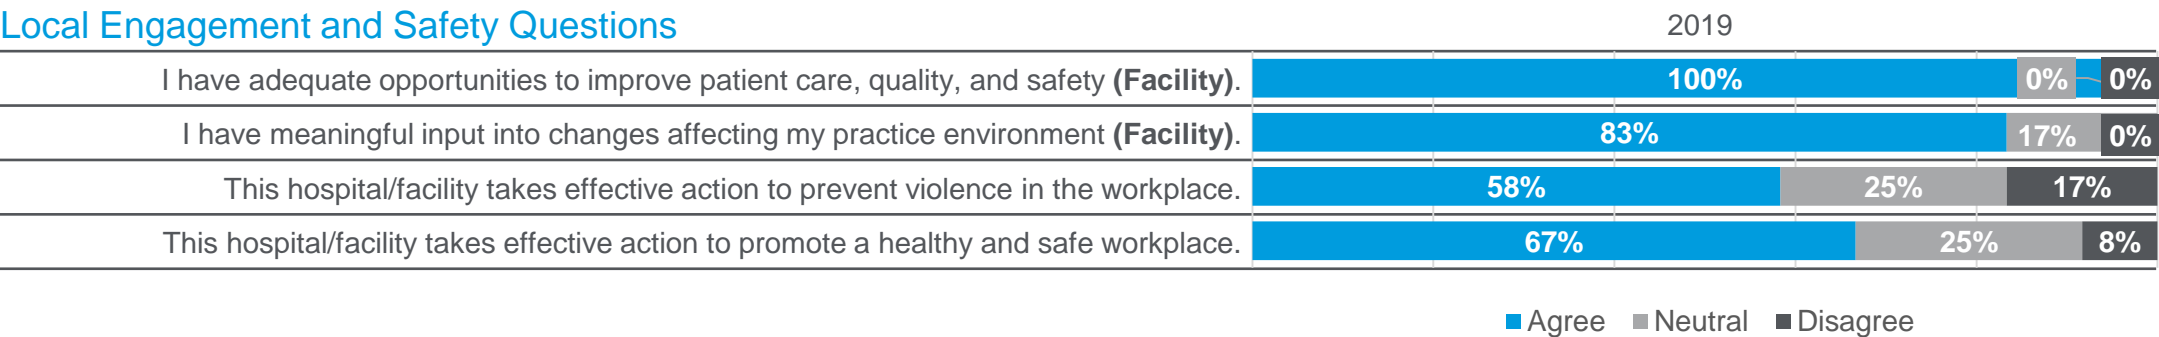 Local Engagement and Safety Questions 2019
I have adequate opportunities to improve patient care, quality, and safety (Facility). 100% 0% 0%
I have meaningful input into changes affecting my practice environment (Facility). 83% 17% 0%
This hospital/facility takes effective action to prevent violence in the workplace. 58% 25% 17%
This hospital/facility takes effective action to promote a healthy and safe workplace. 67% 25% 8%
Agree Neutral Disagree